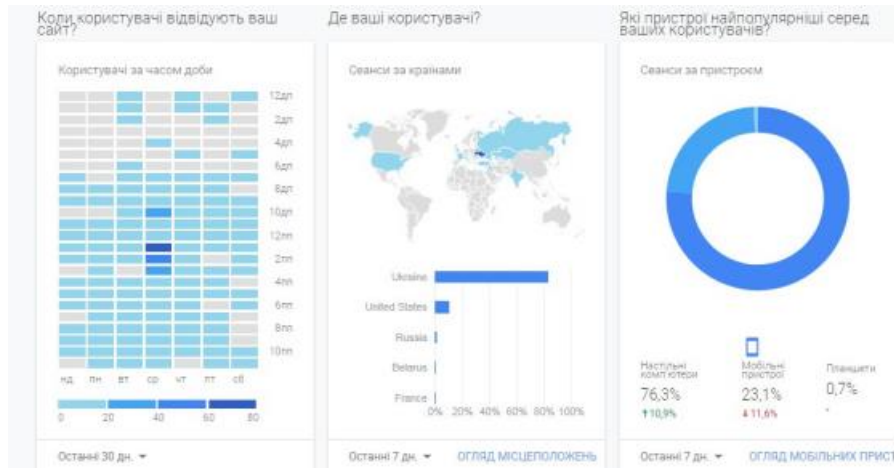 Коли користувачі відвідують ваш
сайт?
Користувачі за часом доби
12дп
2дп
4дп
6дп
8дп
10дп
12пп
2пп
4пп
6пп
8пп
10пп
нд пн вт ср чт пт сб
0 20 40 60 80
Останні 30 дн.
Де ваші користувачі?
Сеанси за країнами
Ukraine
United States
Russia
Belarus
France
0% 20% 40% 60% 80% 100%
Останні 7 дн. ОГЛЯД МІСЦЕПОЛОЖЕНЬ
Які пристрої найпопулярніші серед
ваших користувачів?
Сеанси за пристроєм
Настільні
комп'ютери
76,3%
↑10,9%
Мобільні
пристрої
23,1%
↓11,6%
Планшети
0,7%
-
Останні 7 дн. ОГЛЯД МОБІЛЬНИХ ПРИСТ